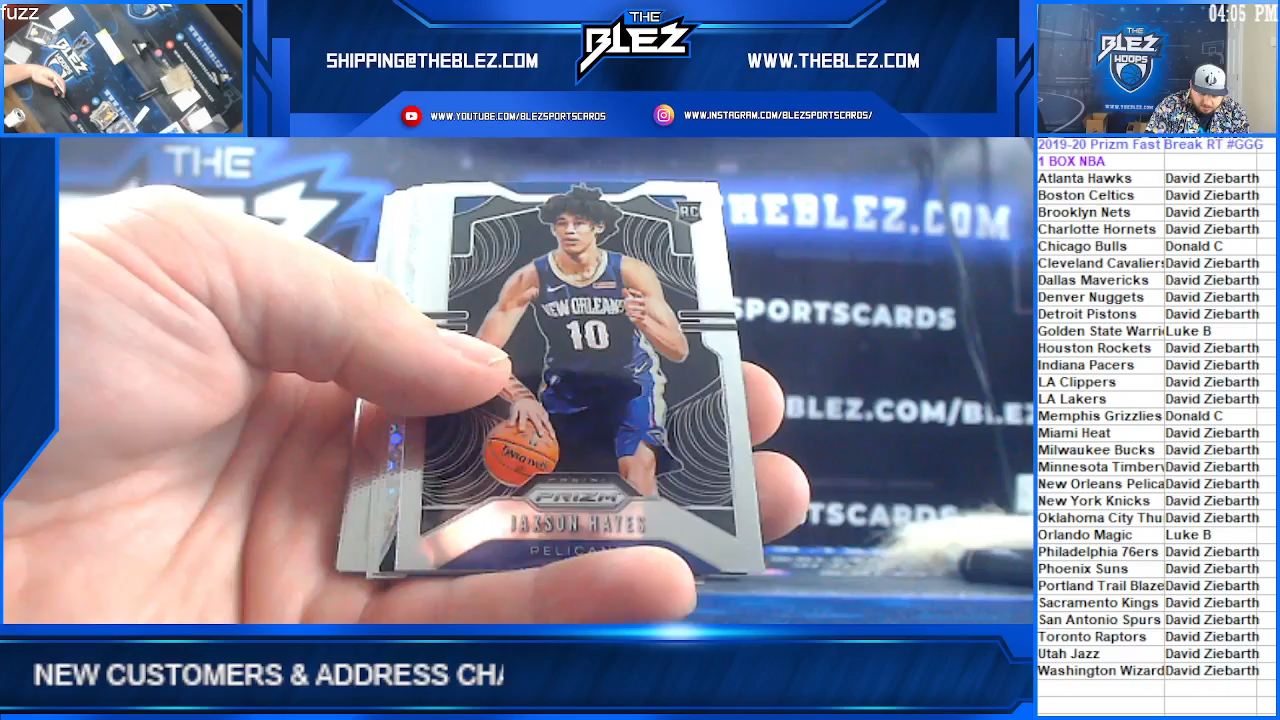 fuzz
SHIPPING@THEBLEZ.COM
THE
BLEZ
WWW.THEBLEZ.COM
WWW.YOUTUBE.COM/BLEZSPORTSCARDS
WWW.INSTAGRAM.COM/BLEZSPORTSCARDS/
04:05 PM
THE
BLEZ
HOOPS
THE
THEBLEZ.COM
SPORTSCARDS
BLEZ.COM/BLEZ
TSCARDS
RC
NEW ORLEANS
10
PANINI
PRIZM
JAXSON HAYES
PELICANS
2019-20 Prizm Fast Break RT #GGG
1 BOX NBA
Atlanta Hawks David Ziebarth
Boston Celtics David Ziebarth
Brooklyn Nets David Ziebarth
Charlotte Hornets David Ziebarth
Chicago Bulls Donald C
Cleveland Cavaliers David Ziebarth
Dallas Mavericks David Ziebarth
Denver Nuggets David Ziebarth
Detroit Pistons David Ziebarth
Golden State Warri Luke B
Houston Rockets David Ziebarth
Indiana Pacers David Ziebarth
LA Clippers David Ziebarth
LA Lakers David Ziebarth
Memphis Grizzlies Donald C
Miami Heat David Ziebarth
Milwaukee Bucks David Ziebarth
Minnesota Timberv David Ziebarth
New Orleans Pelica David Ziebarth
New York Knicks David Ziebarth
Oklahoma City Thu David Ziebarth
Orlando Magic Luke B
Philadelphia 76ers David Ziebarth
Phoenix Suns David Ziebarth
Portland Trail Blaze David Ziebarth
Sacramento Kings David Ziebarth
San Antonio Spurs David Ziebarth
Toronto Raptors David Ziebarth
Utah Jazz David Ziebarth
Washington Wizard David Ziebarth
NEW CUSTOMERS & ADDRESS CHA